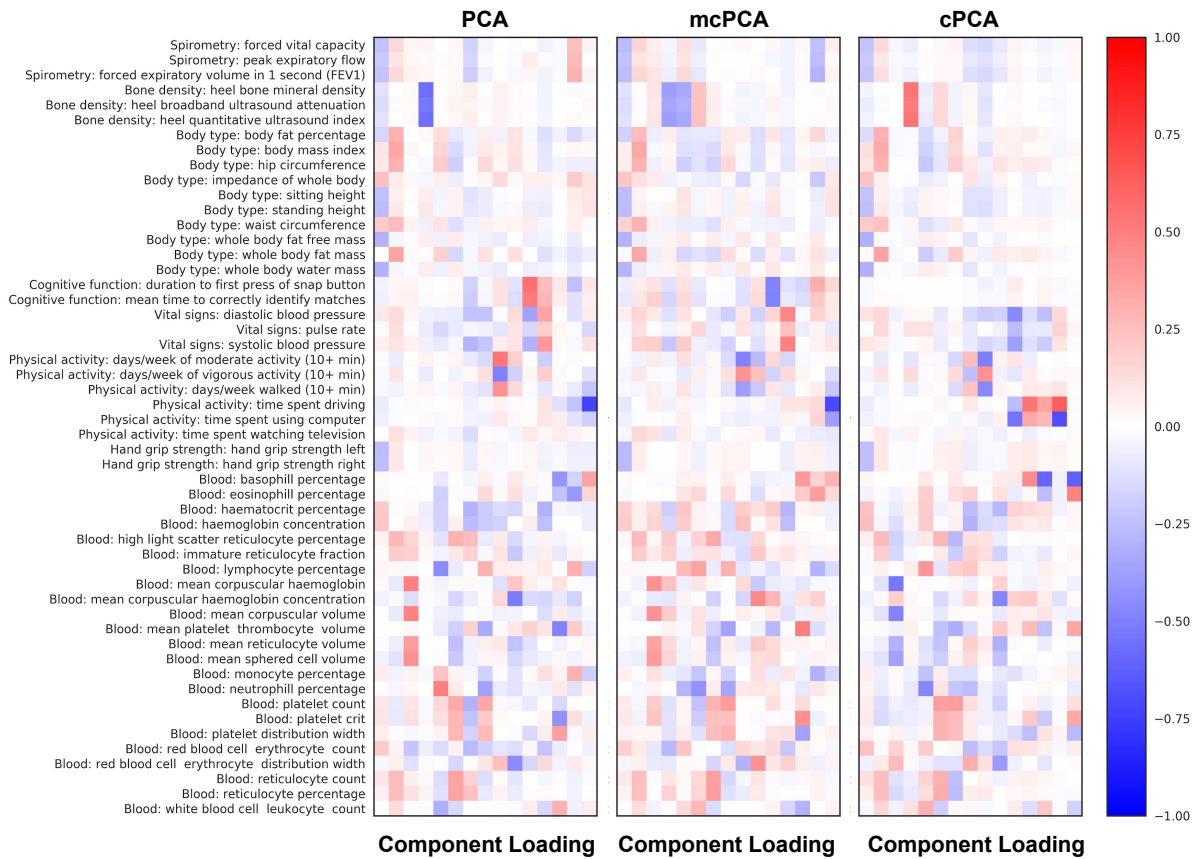 PCA mcPCA cPCA
Spirometry: forced vital capacity
Spirometry: peak expiratory flow
Spirometry: forced expiratory volume in 1 second (FEV1)
Bone density: heel bone mineral density
Bone density: heel broadband ultrasound attenuation
Bone density: heel quantitative ultrasound index
Body type: body fat percentage
Body type: body mass index
Body type: hip circumference
Body type: impedance of whole body
Body type: sitting height
Body type: standing height
Body type: waist circumference
Body type: whole body fat free mass
Body type: whole body fat mass
Body type: whole body water mass
Cognitive function: duration to first press of snap button
Cognitive function: mean time to correctly identify matches
Vital signs: diastolic blood pressure
Vital signs: pulse rate
Vital signs: systolic blood pressure
Physical activity: days/week of moderate activity (10+ min)
Physical activity: days/week of vigorous activity (10+ min)
Physical activity: days/week walked (10+ min)
Physical activity: time spent driving
Physical activity: time spent using computer
Physical activity: time spent watching television
Hand grip strength: hand grip strength left
Hand grip strength: hand grip strength right
Blood: basophill percentage
Blood: eosinophill percentage
Blood: haematocrit percentage
Blood: haemoglobin concentration
Blood: high light scatter reticulocyte percentage
Blood: immature reticulocyte fraction
Blood: lymphocyte percentage
Blood: mean corpuscular haemoglobin
Blood: mean corpuscular haemoglobin concentration
Blood: mean corpuscular volume
Blood: mean platelet thrombocyte volume
Blood: mean reticulocyte volume
Blood: mean sphered cell volume
Blood: monocyte percentage
Blood: neutrophill percentage
Blood: platelet count
Blood: platelet crit
Blood: platelet distribution width
Blood: red blood cell erythrocyte count
Blood: red blood cell erythrocyte distribution width
Blood: reticulocyte count
Blood: reticulocyte percentage
Blood: white blood cell leukocyte count
Component Loading Component Loading Component Loading
1.00
0.75
0.50
0.25
0.00
−0.25
−0.50
−0.75
−1.00